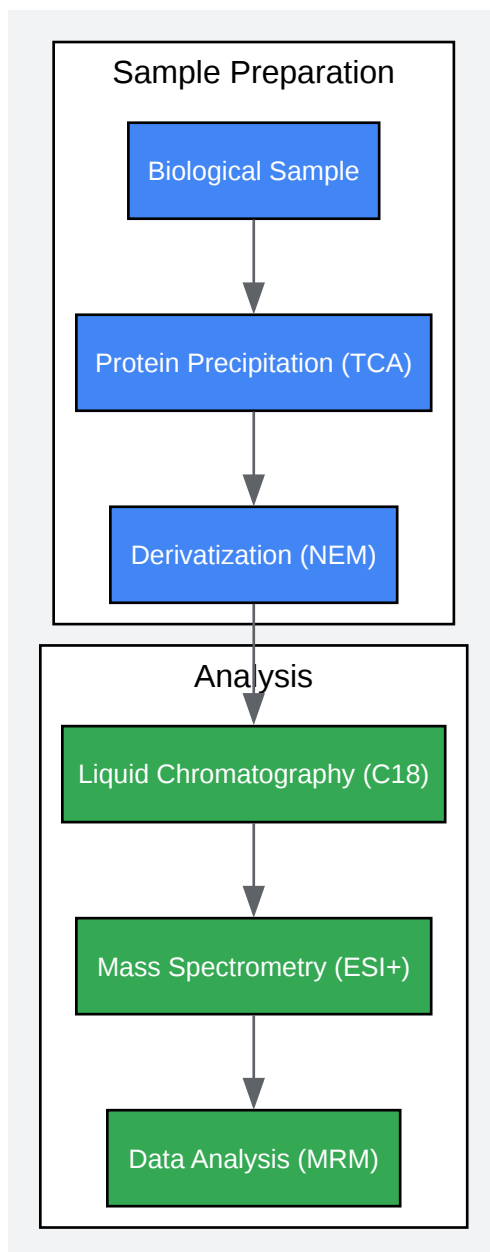 Sample Preparation
Biological Sample
Protein Precipitation (TCA)
Derivatization (NEM)
Analysis
Liquid Chromatography (C18)
Mass Spectrometry (ESI+)
Data Analysis (MRM)